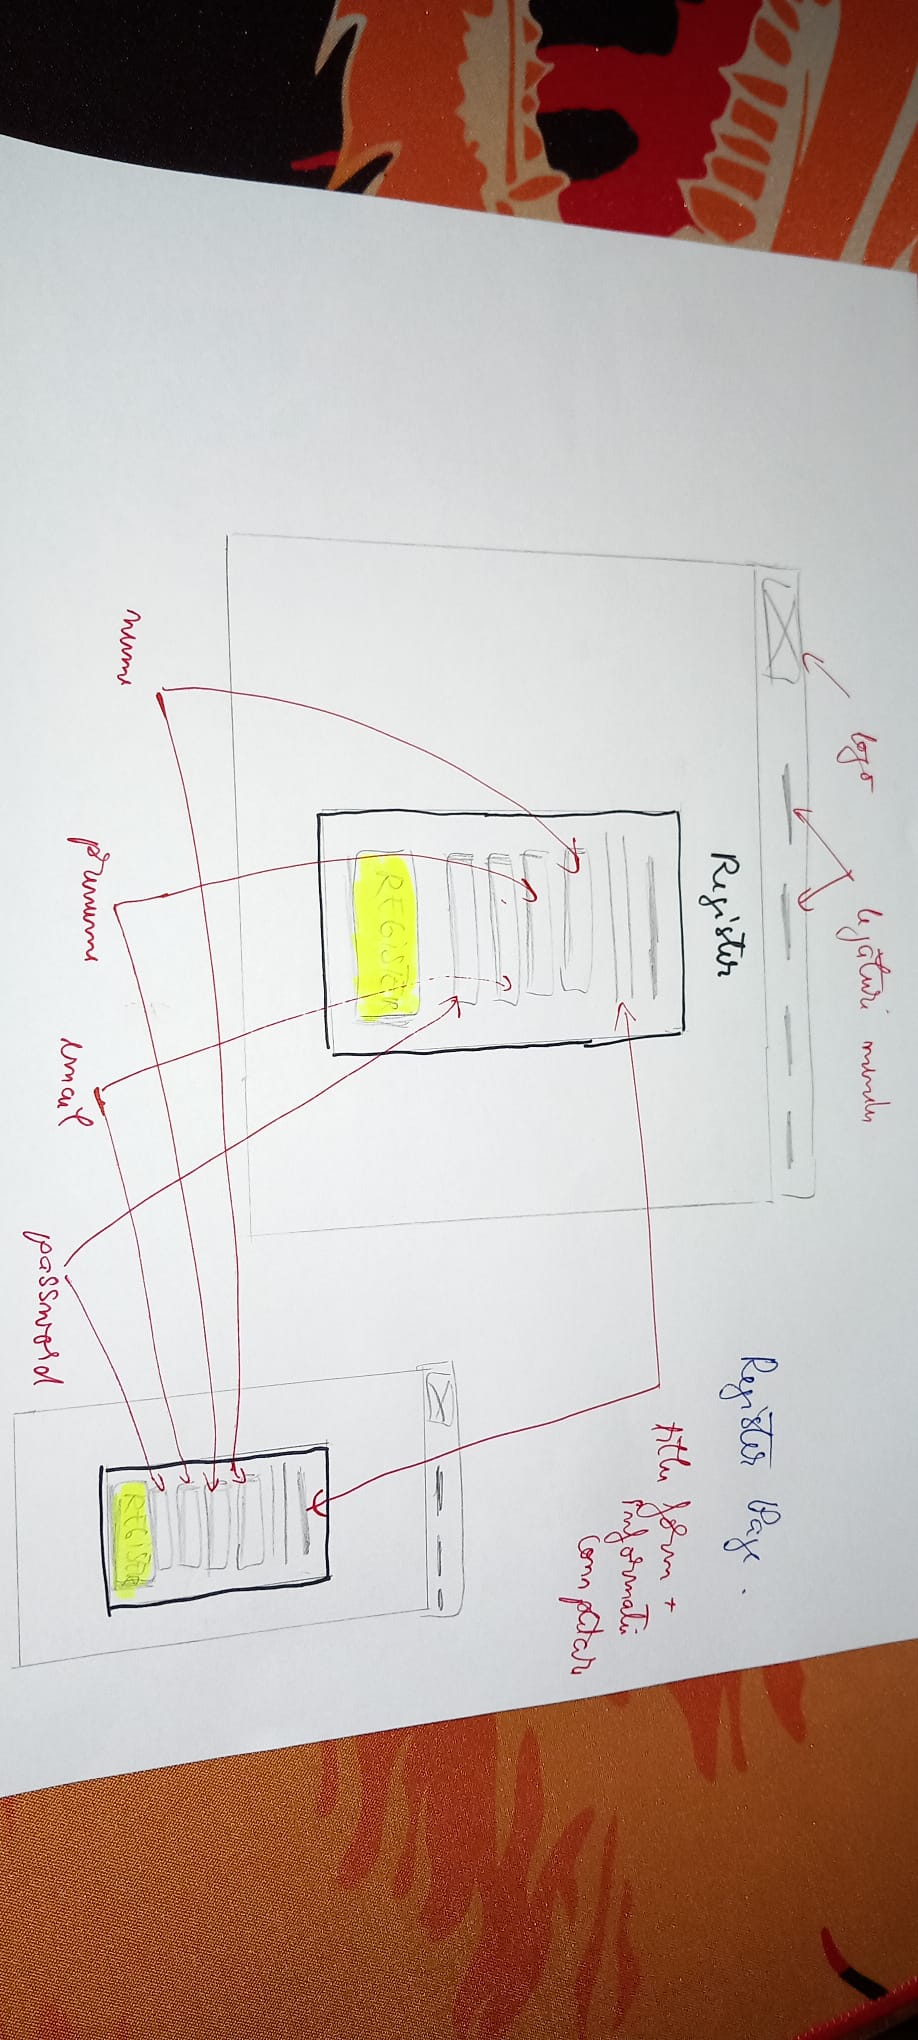 Register Page.
logo
legături meniu
Register
titlu form +
informatii
completare
REGISTER
REGISTER
nume
prenume
email
password